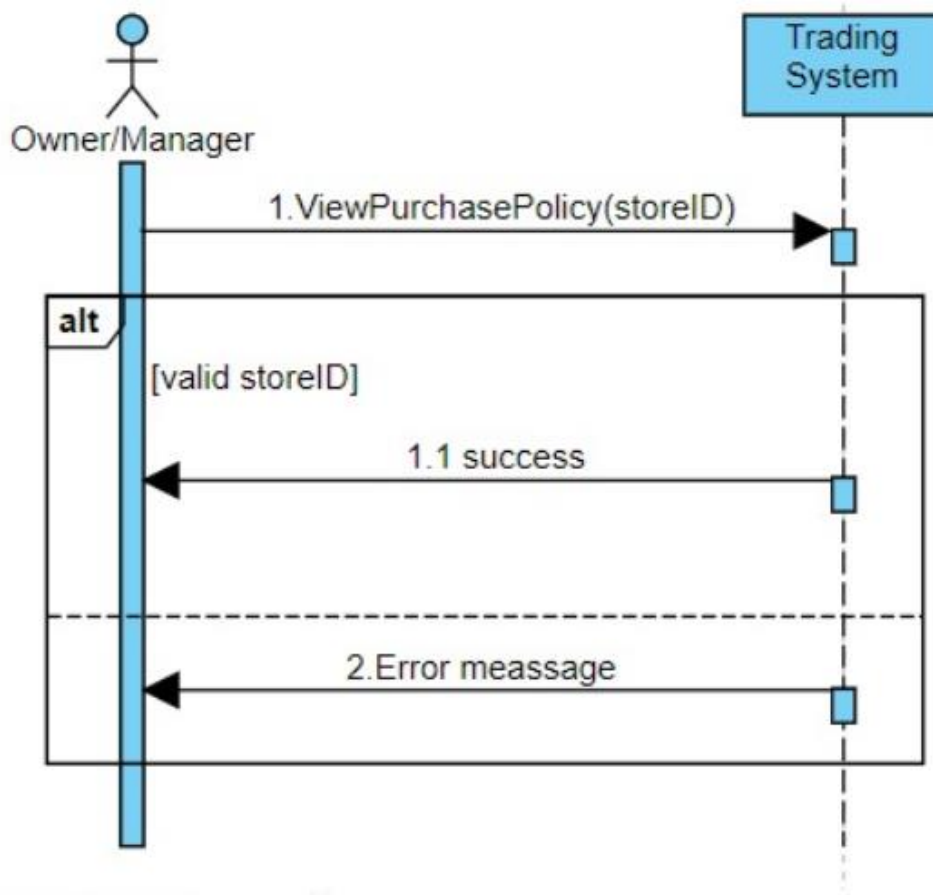 Trading
System
Owner/Manager
1.ViewPurchasePolicy(storeID)
alt
[valid storeID]
1.1 success
2.Error meassage